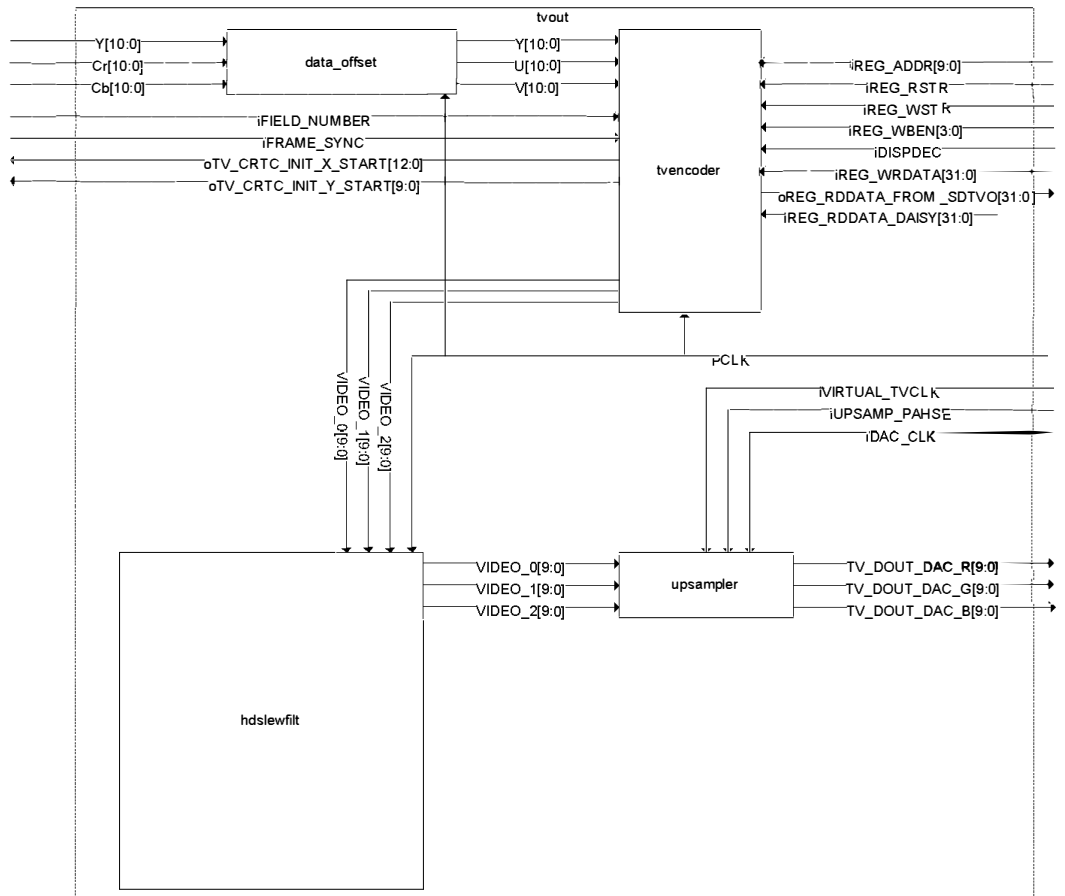 tvout
Y[10:0]
Cr[10:0]
Cb[10:0]
data_offset
Y[10:0]
U[10:0]
V[10:0]
iFIELD_NUMBER
iFRAME_SYNC
oTV_CRTC_INIT_X_START[12:0]
oTV_CRTC_INIT_Y_START[9:0]
tvencoder
iREG_ADDR[9:0]
iREG_RSTR
iREG_WSTR
iREG_WBEN[3:0]
iDISPDEC
iREG_WRDATA[31:0]
oREG_RDDATA_FROM_SDTVO[31:0]
iREG_RDDATA_DAISY[31:0]
pCLK
VIDEO_0[9:0]
VIDEO_1[9:0]
VIDEO_2[9:0]
iVIRTUAL_TVCLK
iUPSAMP_PAHSE
iDAC_CLK
hdslewfilt
VIDEO_0[9:0]
VIDEO_1[9:0]
VIDEO_2[9:0]
upsampler
TV_DOUT_DAC_R[9:0]
TV_DOUT_DAC_G[9:0]
TV_DOUT_DAC_B[9:0]